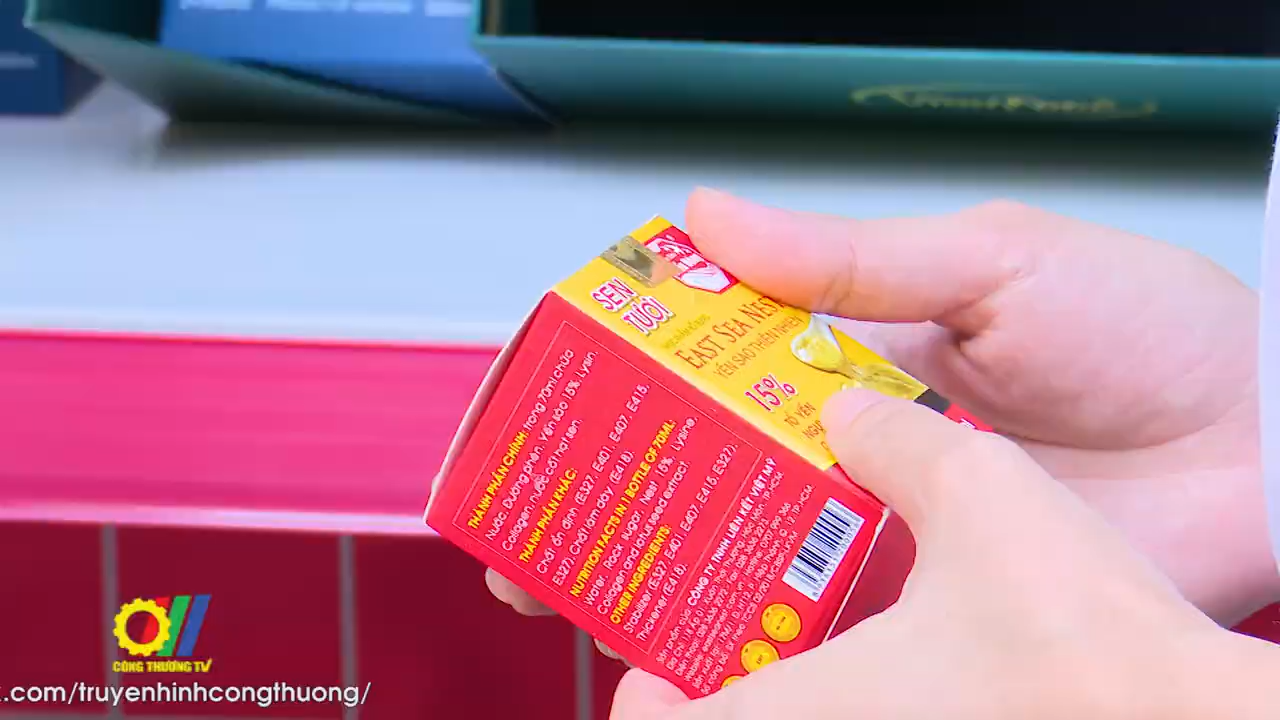 SEN
TƯƠI
EAST SEA NEST
YẾN SÀO THIÊN NHIÊN
15%
TỔ YẾN
THÀNH PHẦN CHÍNH: trong 70ml chứa
Nước, Đường phèn, Yến sào 15%, Lysin,
Collagen, nước cốt hạt sen.
THÀNH PHẦN KHÁC:
Chất ổn định (E327, E401, E407, E415,
E327), Chất làm dày (E418).
NUTRITION FACTS IN 1 BOTTLE OF 70ML
Water, Rock sugar, Nest 15%, Lysine,
Collagen and lotus seed extract.
OTHER INGREDIENTS:
Stabilizer (E327, E401, E407, E415, E327),
Thickener (E418).
Sản phẩm của: CÔNG TY TNHH LIÊN KẾT VIỆT MỸ
CÔNG THƯƠNG TV
k.com/truyenhinhcongthuong/